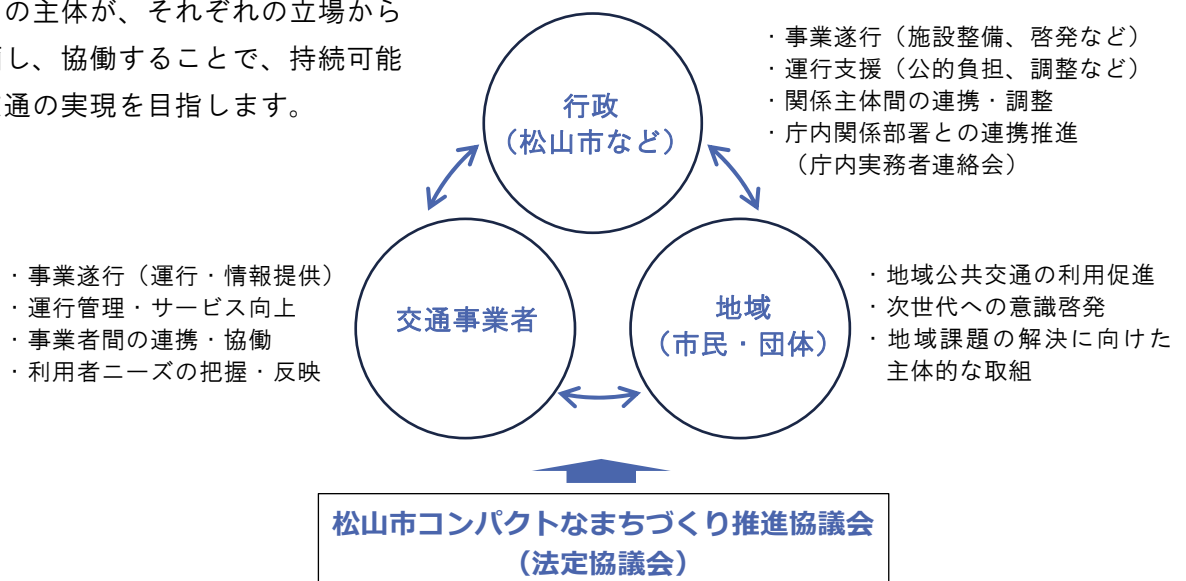 の主体が、それぞれの立場から
し、協働することで、持続可能
通の実現を目指します。
行政
（松山市など）
・事業遂行（施設整備、啓発など）
・運行支援（公的負担、調整など）
・関係主体間の連携・調整
・庁内関係部署との連携推進
（庁内実務者連絡会）
・事業遂行（運行・情報提供）
・運行管理・サービス向上
・事業者間の連携・協働
・利用者ニーズの把握・反映
交通事業者
地域
（市民・団体）
・地域公共交通の利用促進
・次世代への意識啓発
・地域課題の解決に向けた
主体的な取組
松山市コンパクトなまちづくり推進協議会
（法定協議会）